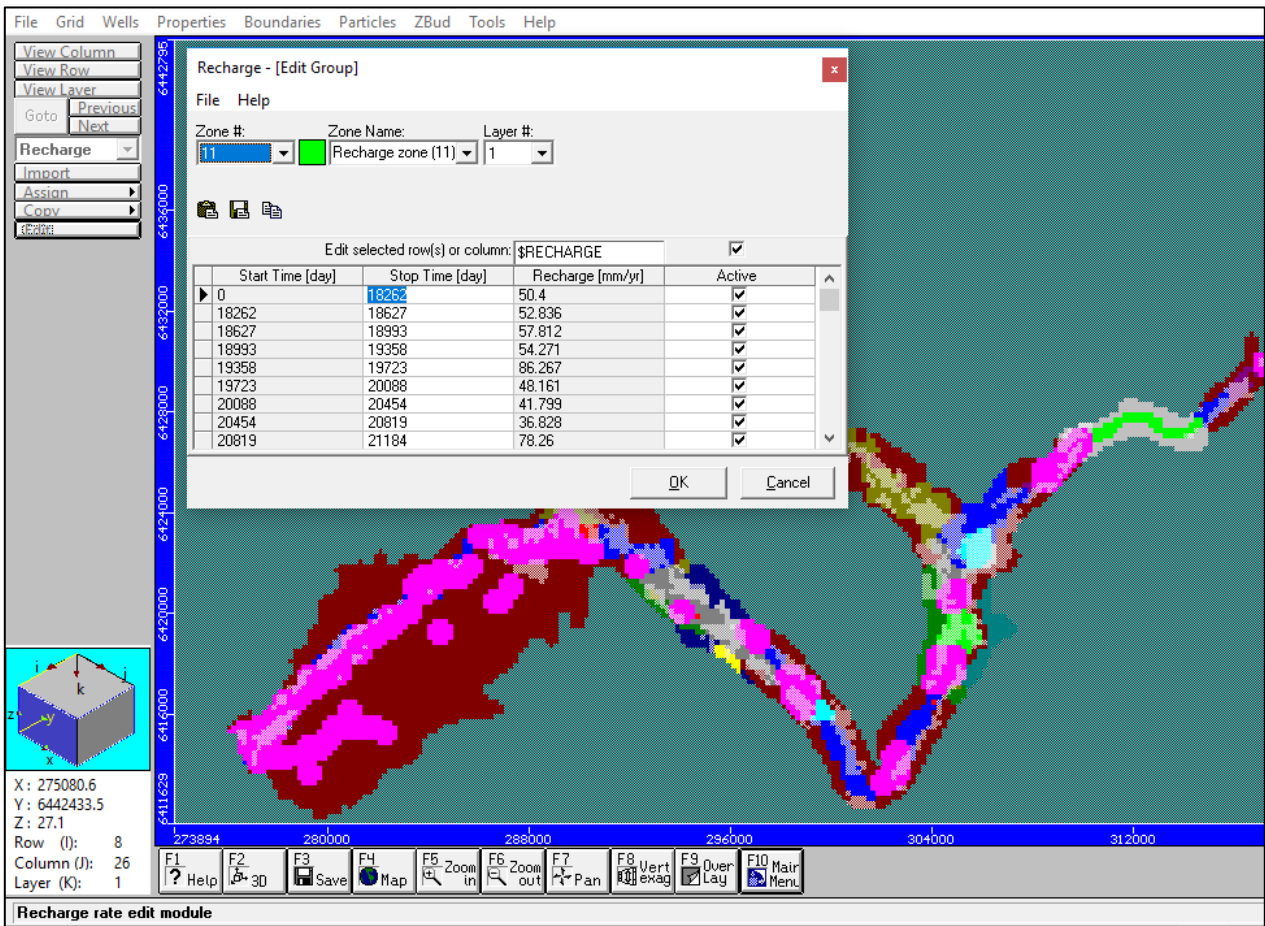 File Grid Wells Properties Boundaries Particles ZBud Tools Help
View Column
View Row
View Layer
Goto Previous
Next
Recharge
Import
Assign
Copy
Edit
Recharge - [Edit Group]
File Help
Zone #: Zone Name: Layer #:
11 Recharge zone (11) 1
Edit selected row(s) or column: $RECHARGE
Start Time [day] Stop Time [day] Recharge [mm/yr] Active
0 18262 50.4
18262 18627 52.836
18627 18993 57.812
18993 19358 54.271
19358 19723 86.267
19723 20088 48.161
20088 20454 41.799
20454 20819 36.828
20819 21184 78.26
OK Cancel
6442795
6436000
6432000
6428000
6424000
6420000
6416000
6411629
273894 280000 288000 296000 304000 312000
i j
k
z y
x
X : 275080.6
Y : 6442433.5
Z : 27.1
Row (I): 8
Column (J): 26
Layer (K): 1
F1 Help F2 3D F3 Save F4 Map F5 Zoom in F6 Zoom out F7 Pan F8 Vert exag F9 Over Lay F10 Main Menu
Recharge rate edit module